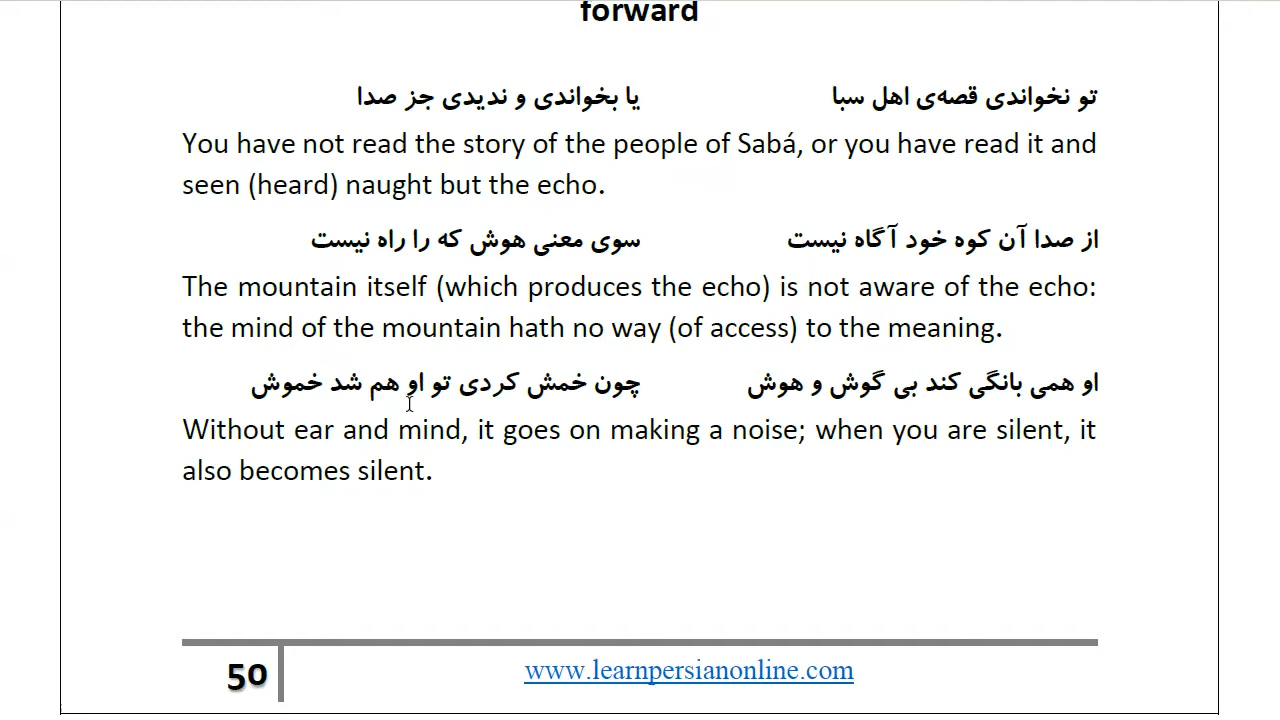 forward
تو نخواندی قصه‌ی اهل سبا یا بخواندی و ندیدی جز صدا
You have not read the story of the people of Sabá, or you have read it and
seen (heard) naught but the echo.
از صدا آن کوه خود آگاه نیست سوی معنی هوش که را راه نیست
The mountain itself (which produces the echo) is not aware of the echo:
the mind of the mountain hath no way (of access) to the meaning.
او همی بانگی کند بی گوش و هوش چون خمش کردی تو او هم شد خموش
Without ear and mind, it goes on making a noise; when you are silent, it
also becomes silent.
50 www.learnpersianonline.com